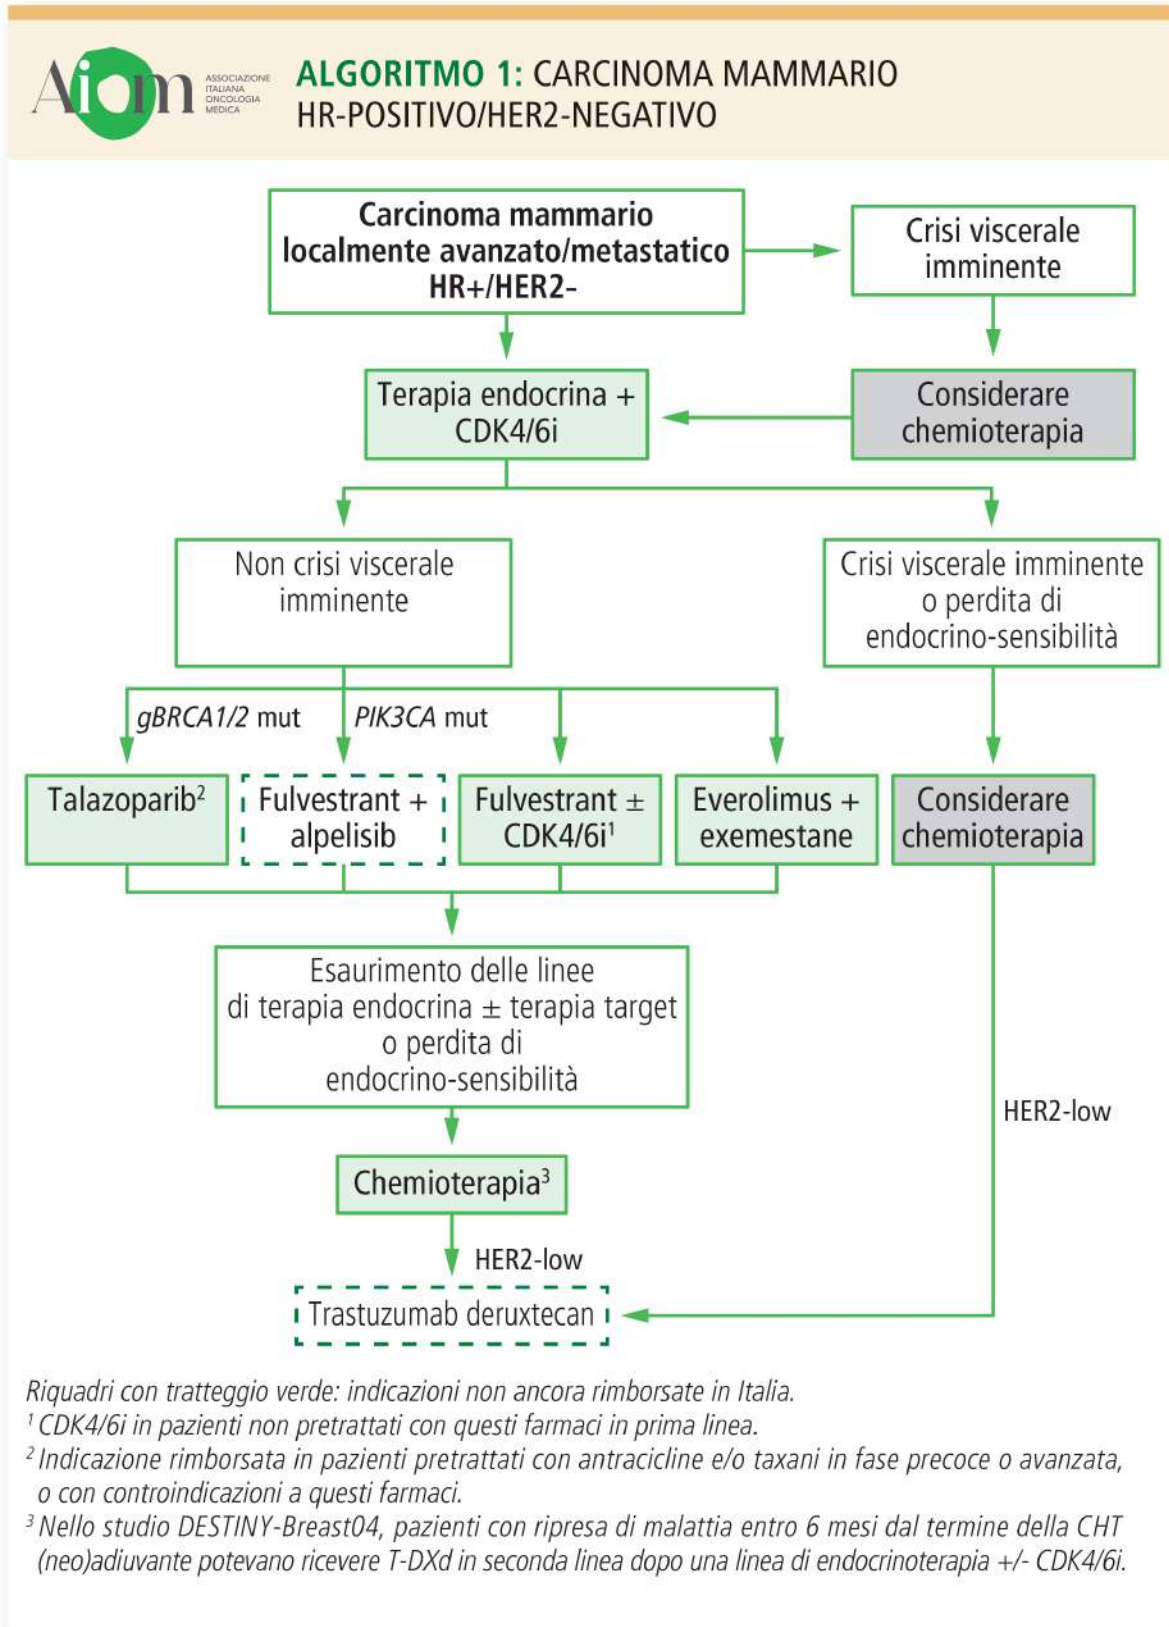 Aiom
ASSOCIAZIONE
ITALIANA
ONCOLOGIA
MEDICA
ALGORITMO 1: CARCINOMA MAMMARIO
HR-POSITIVO/HER2-NEGATIVO
Carcinoma mammario
localmente avanzato/metastatico
HR+/HER2-
Crisi viscerale
imminente
Terapia endocrina +
CDK4/6i
Considerare
chemioterapia
Non crisi viscerale
imminente
Crisi viscerale imminente
o perdita di
endocrino-sensibilità
gBRCA1/2 mut
PIK3CA mut
Talazoparib²
Fulvestrant +
alpelisib
Fulvestrant ±
CDK4/6i¹
Everolimus +
exemestane
Considerare
chemioterapia
Esaurimento delle linee
di terapia endocrina ± terapia target
o perdita di
endocrino-sensibilità
HER2-low
Chemioterapia³
HER2-low
Trastuzumab deruxtecan
Riquadri con tratteggio verde: indicazioni non ancora rimborsate in Italia.
¹ CDK4/6i in pazienti non pretrattati con questi farmaci in prima linea.
² Indicazione rimborsata in pazienti pretrattati con antracicline e/o taxani in fase precoce o avanzata,
o con controindicazioni a questi farmaci.
³ Nello studio DESTINY-Breast04, pazienti con ripresa di malattia entro 6 mesi dal termine della CHT
(neo)adiuvante potevano ricevere T-DXd in seconda linea dopo una linea di endocrinoterapia +/- CDK4/6i.